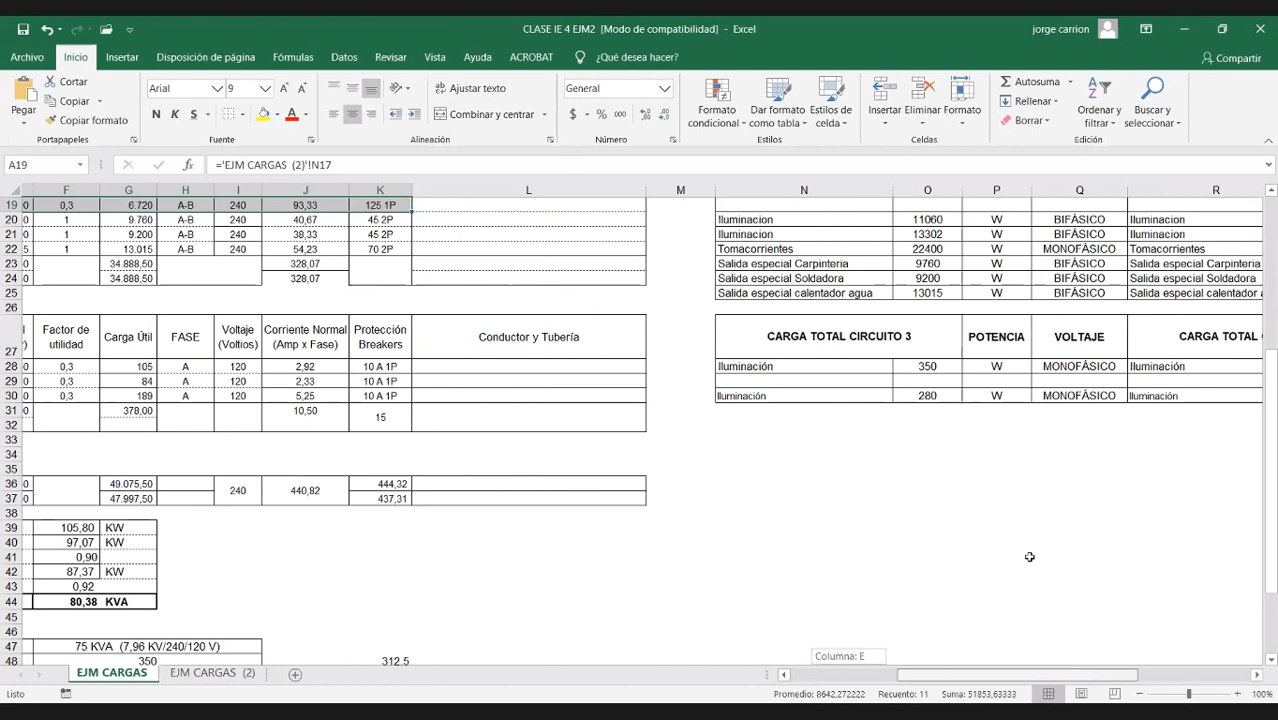 CLASE IE 4 EJM2 [Modo de compatibilidad] - Excel
jorge carrion
Archivo Inicio Insertar Disposición de página Fórmulas Datos Revisar Vista Ayuda ACROBAT ¿Qué desea hacer? Compartir
Pegar
Cortar
Copiar
Copiar formato
Portapapeles
Arial 9
N K S
Fuente
Ajustar texto
Combinar y centrar
Alineación
General
$ % 000
Número
Formato condicional
Dar formato como tabla
Estilos de celda
Estilos
Insertar Eliminar Formato
Celdas
Autosuma
Rellenar
Borrar
Ordenar y filtrar
Buscar y seleccionar
Edición
A19 fx ='EJM CARGAS (2)'!N17
F G H I J K L M N O P Q R
19 0 0,3 6.720 A-B 240 93,33 125 1P
20 0 1 9.760 A-B 240 40,67 45 2P Iluminacion 11060 W BIFÁSICO Iluminacion
21 0 1 9.200 A-B 240 38,33 45 2P Iluminacion 13302 W BIFÁSICO Iluminacion
22 5 1 13.015 A-B 240 54,23 70 2P Tomacorrientes 22400 W MONOFÁSICO Tomacorrientes
23 0 34.888,50 328,07 Salida especial Carpinteria 9760 W BIFÁSICO Salida especial Carpinteria
24 0 34.888,50 328,07 Salida especial Soldadora 9200 W BIFÁSICO Salida especial Soldadora
25 Salida especial calentador agua 13015 W BIFÁSICO Salida especial calentador a
26
27 Factor de utilidad Carga Útil FASE Voltaje (Voltios) Corriente Normal (Amp x Fase) Protección Breakers Conductor y Tubería CARGA TOTAL CIRCUITO 3 POTENCIA VOLTAJE CARGA TOTAL
28 0 0,3 105 A 120 2,92 10 A 1P Iluminación 350 W MONOFÁSICO Iluminación
29 0 0,3 84 A 120 2,33 10 A 1P
30 0 0,3 189 A 120 5,25 10 A 1P Iluminación 280 W MONOFÁSICO Iluminación
31 0 378,00 10,50 15
32
33
34
35
36 0 49.075,50 240 440,82 444,32
37 0 47.997,50 437,31
38
39 105,80 KW
40 97,07 KW
41 0,90
42 87,37 KW
43 0,92
44 80,38 KVA
45
46
47 75 KVA (7,96 KV/240/120 V)
48 350 312.5
Columna: E
EJM CARGAS EJM CARGAS (2)
Listo Promedio: 8642,272222 Recuento: 11 Suma: 51853,63333 100%